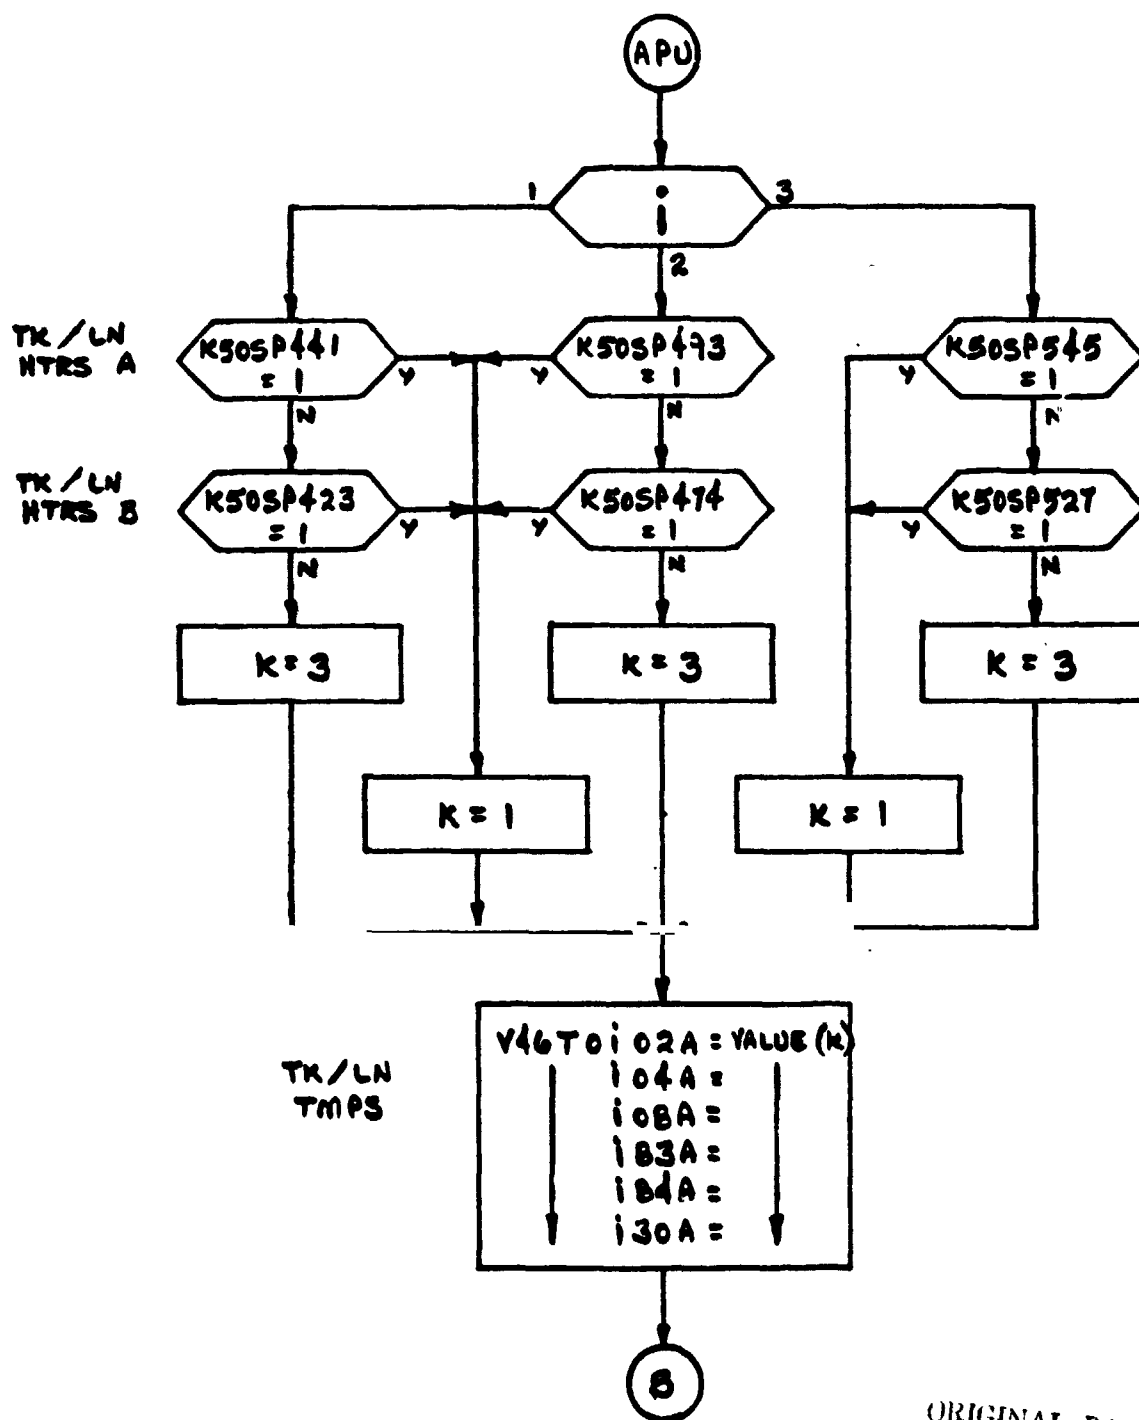 APU
i
1
3
2
TK/LN
HTRS A
K50SP441
= 1
K50SP473
= 1
K50SP545
= 1
Y
Y
Y
N
N
N
TK/LN
HTRS B
K50SP423
= 1
K50SP474
= 1
K50SP527
= 1
Y
Y
Y
N
N
N
K = 3
K = 3
K = 3
K = 1
K = 1
TK/LN
TMPS
V46T0i02A = VALUE(K)
i04A =
i08A =
i83A =
i84A =
i30A =
ORIGINAL